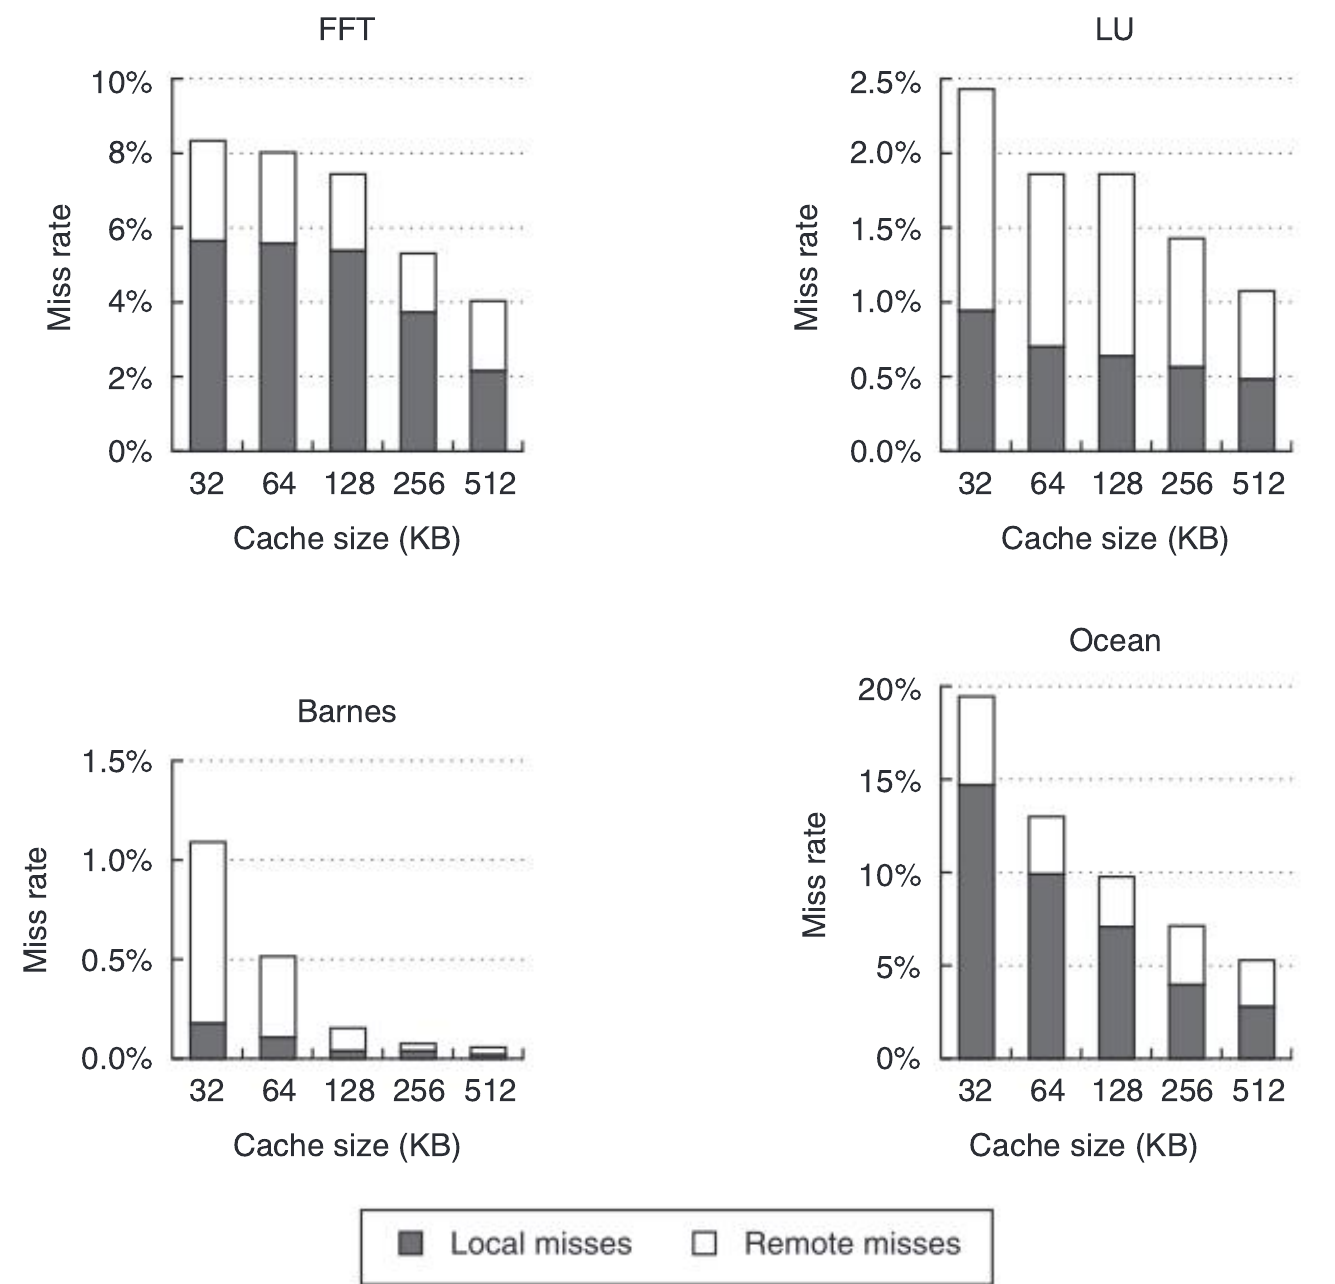 FFT
10%
8%
6%
4%
2%
0%
Miss rate
32 64 128 256 512
Cache size (KB)
LU
2.5%
2.0%
1.5%
1.0%
0.5%
0.0%
Miss rate
32 64 128 256 512
Cache size (KB)
Barnes
1.5%
1.0%
0.5%
0.0%
Miss rate
32 64 128 256 512
Cache size (KB)
Ocean
20%
15%
10%
5%
0%
Miss rate
32 64 128 256 512
Cache size (KB)
Local misses Remote misses